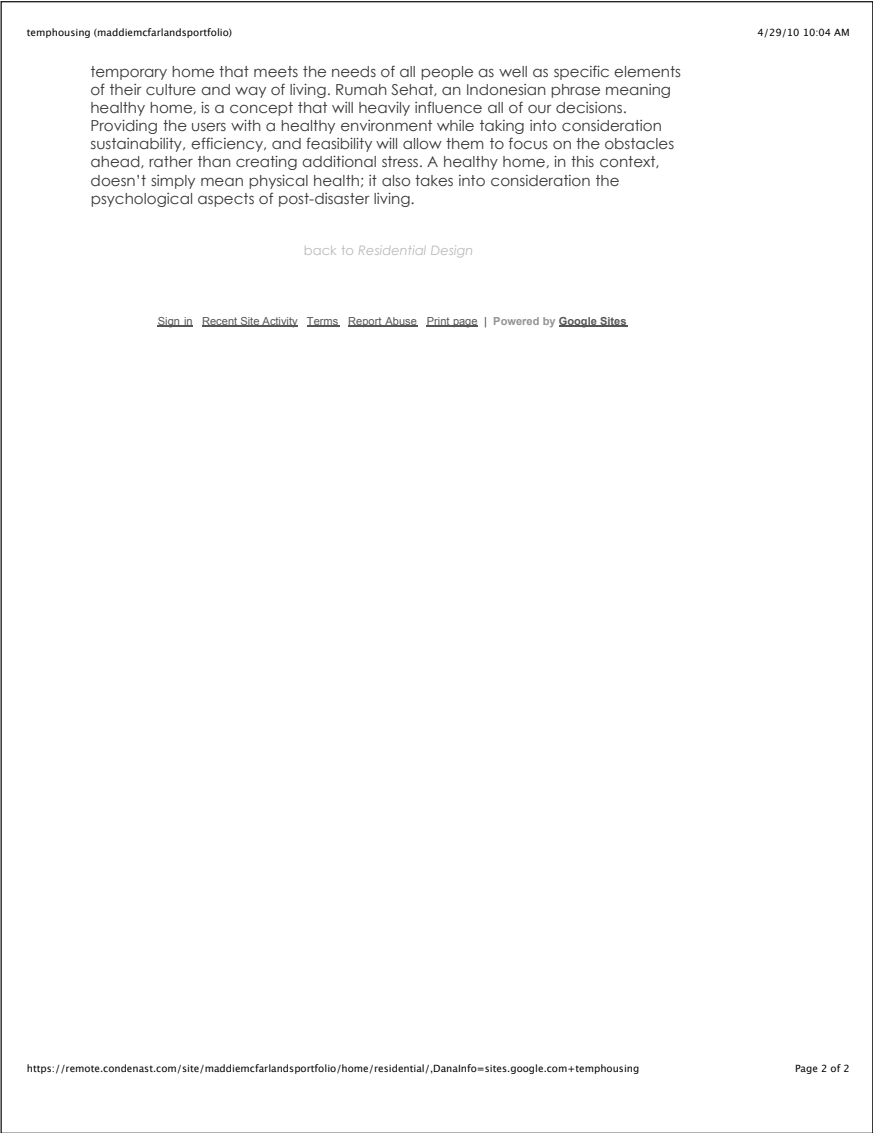 temphousing (maddiemcfarlandsportfolio) 4/29/10 10:04 AM
temporary home that meets the needs of all people as well as specific elements
of their culture and way of living. Rumah Sehat, an Indonesian phrase meaning
healthy home, is a concept that will heavily influence all of our decisions.
Providing the users with a healthy environment while taking into consideration
sustainability, efficiency, and feasibility will allow them to focus on the obstacles
ahead, rather than creating additional stress. A healthy home, in this context,
doesn't simply mean physical health; it also takes into consideration the
psychological aspects of post-disaster living.
back to Residential Design
Sign in Recent Site Activity Terms Report Abuse Print page | Powered by Google Sites
https://remote.condenast.com/site/maddiemcfarlandsportfolio/home/residential/,DanaInfo=sites.google.com+temphousing Page 2 of 2